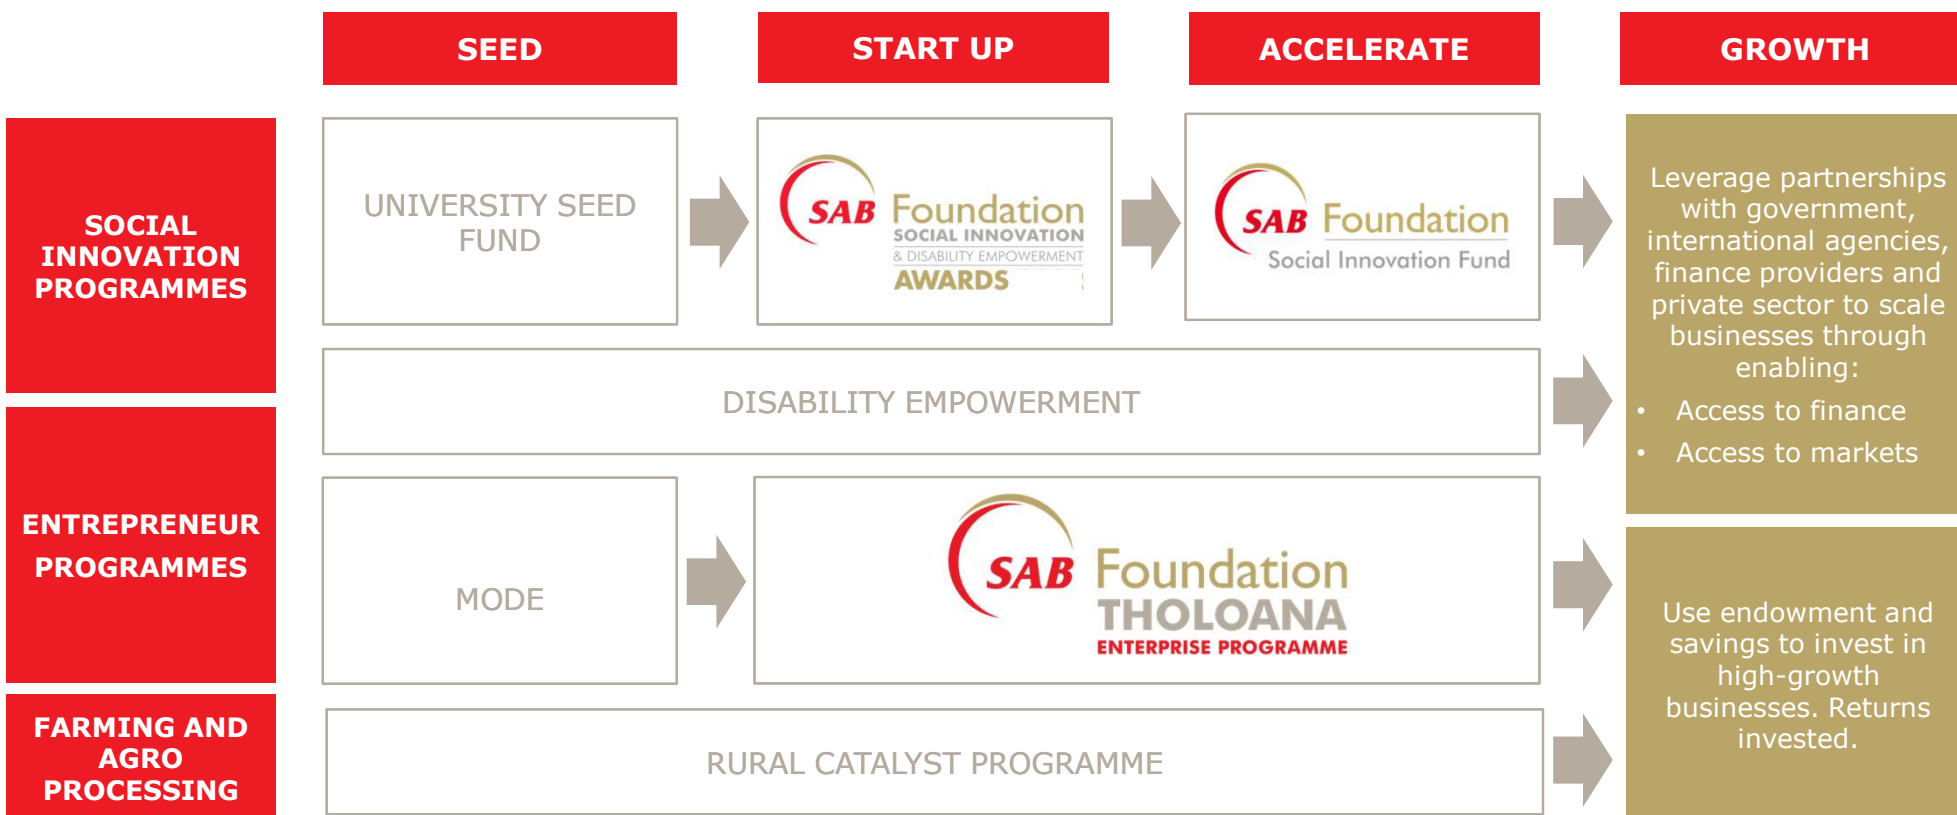 SEED
START UP
ACCELERATE
GROWTH
SOCIAL
INNOVATION
PROGRAMMES
UNIVERSITY SEED
FUND
SAB Foundation
SOCIAL INNOVATION
& DISABILITY EMPOWERMENT
AWARDS
SAB Foundation
Social Innovation Fund
Leverage partnerships
with government,
international agencies,
finance providers and
private sector to scale
businesses through
enabling:
• Access to finance
• Access to markets
DISABILITY EMPOWERMENT
ENTREPRENEUR
PROGRAMMES
MODE
SAB Foundation
THOLOANA
ENTERPRISE PROGRAMME
Use endowment and
savings to invest in
high-growth
businesses. Returns
invested.
FARMING AND
AGRO
PROCESSING
RURAL CATALYST PROGRAMME